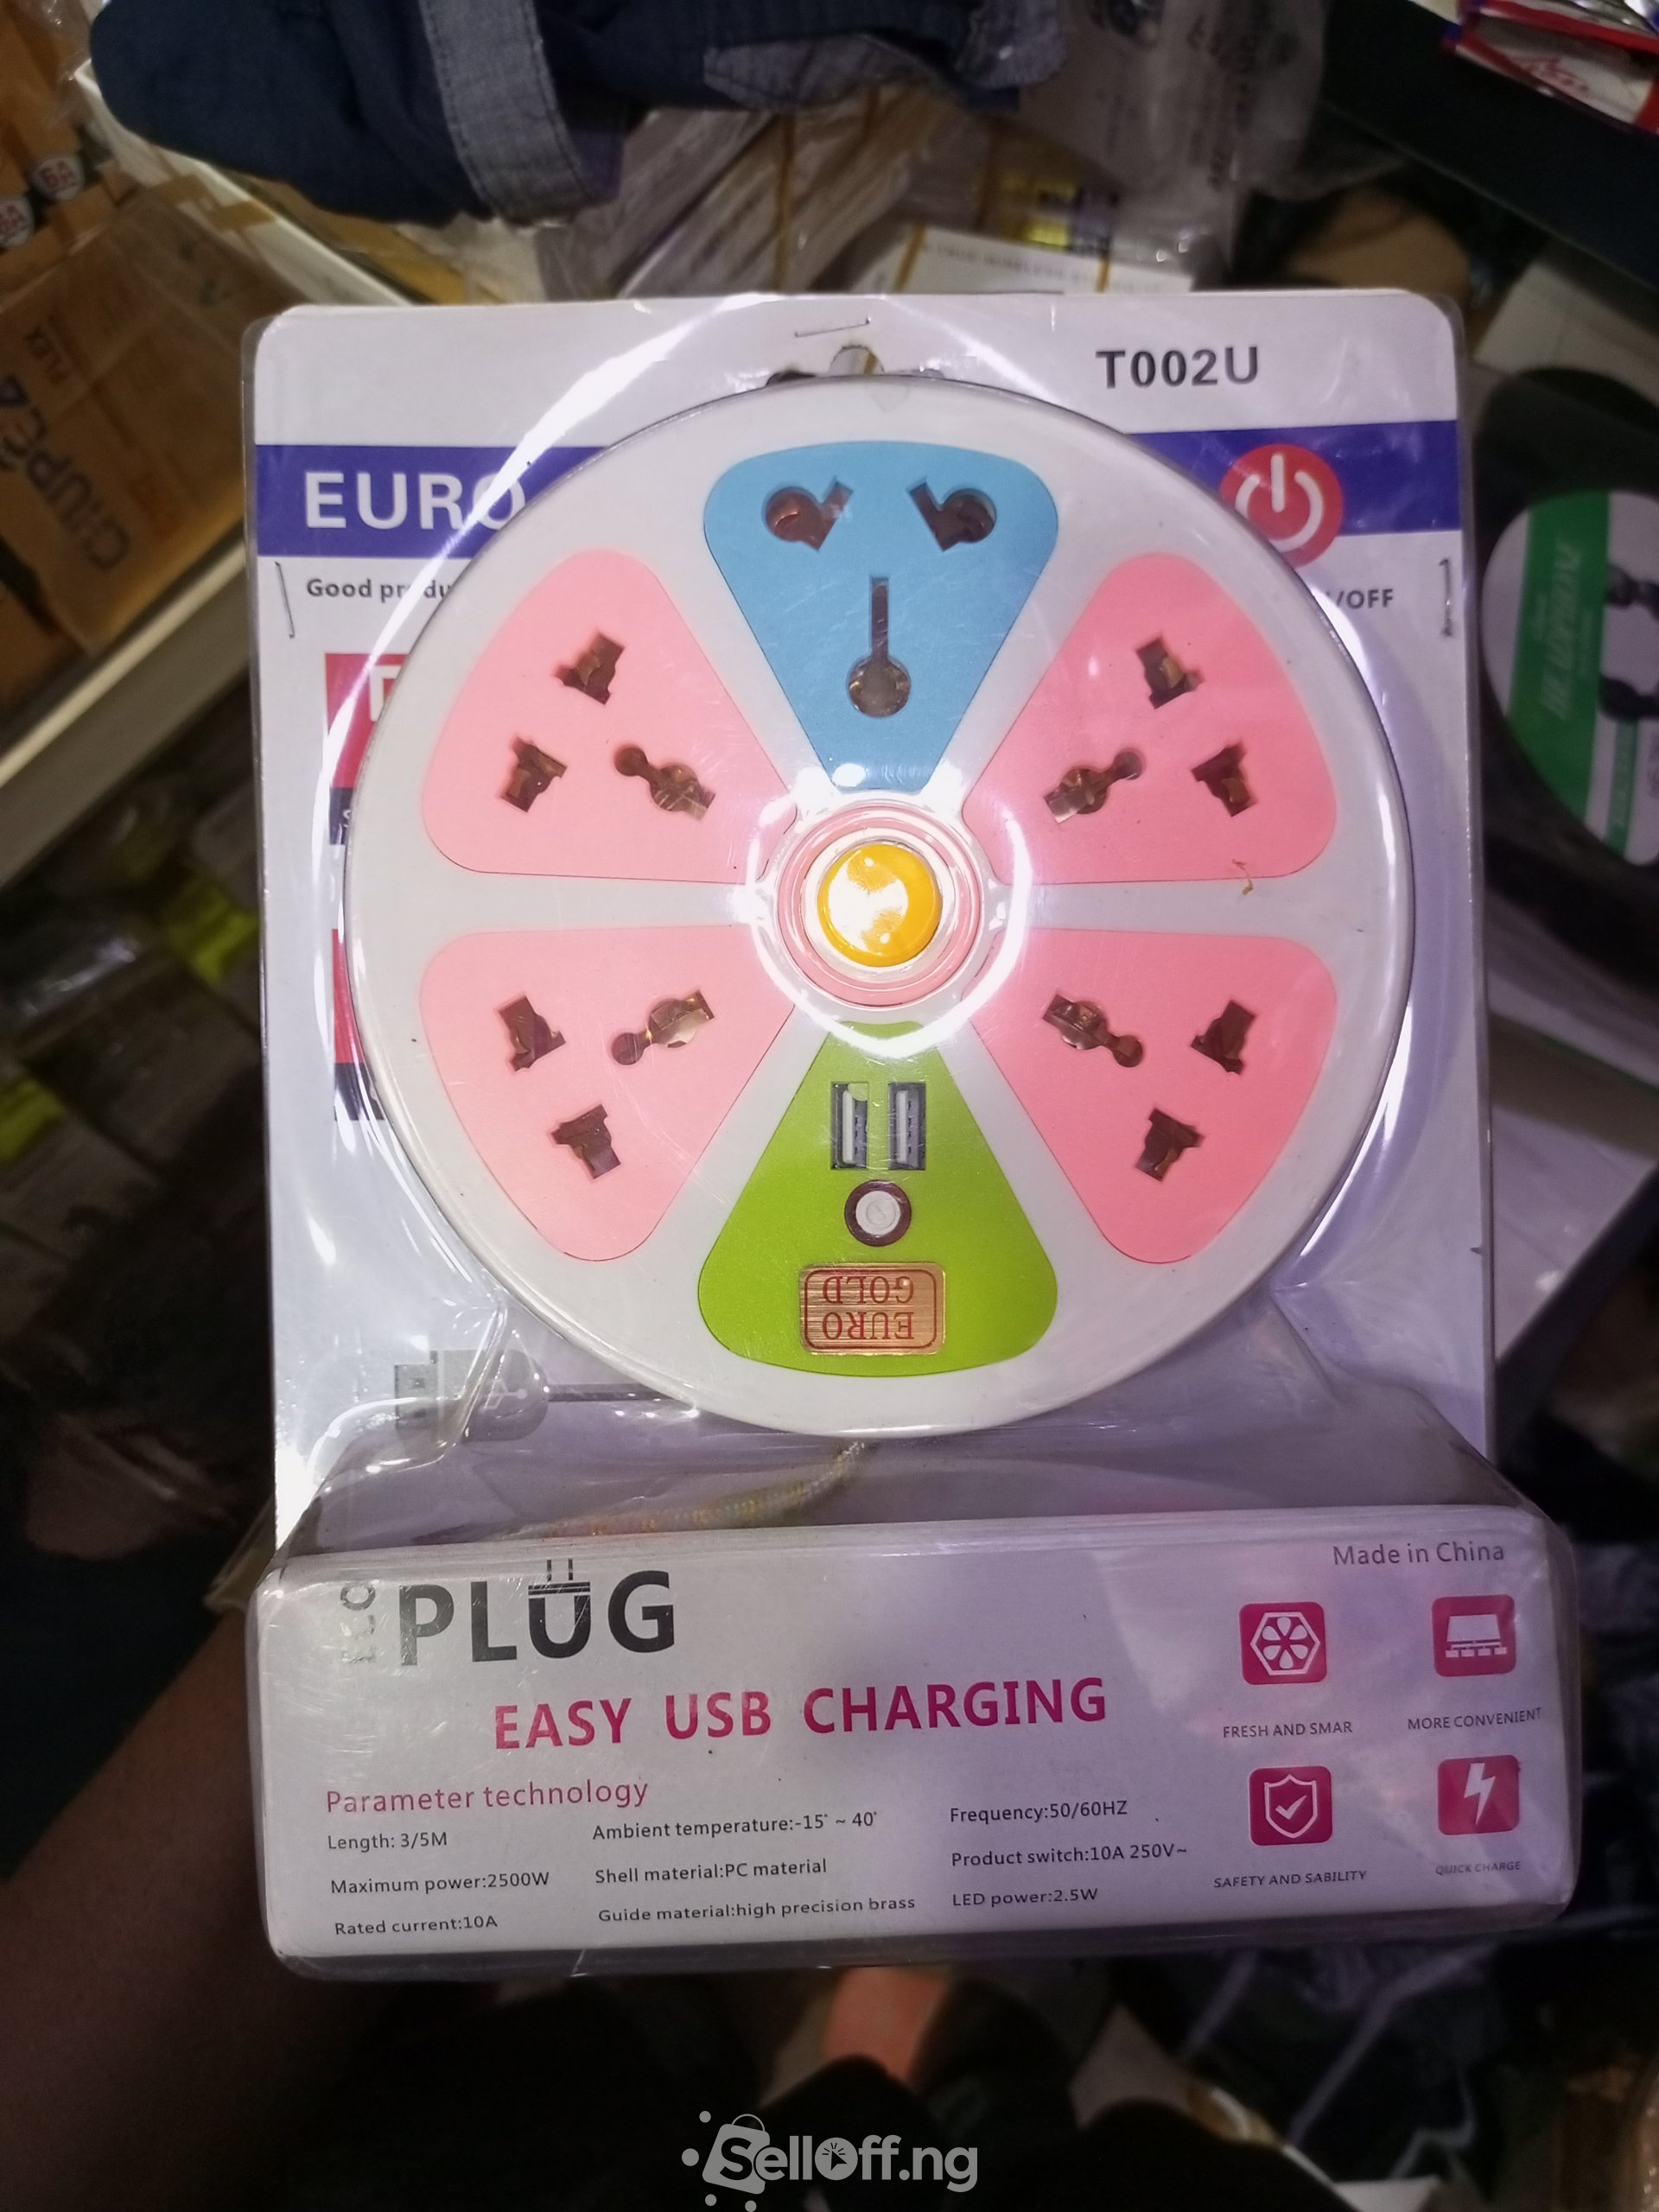 T002U
EURO
Good produ
/OFF
EURO
GOLD
Made in China
PLUG
EASY USB CHARGING
FRESH AND SMAR
MORE CONVENIENT
Parameter technology
Length: 3/5M
Ambient temperature:-15° ~ 40°
Frequency:50/60HZ
Maximum power:2500W
Shell material:PC material
Product switch:10A 250V~
Rated current:10A
Guide material:high precision brass
LED power:2.5W
SAFETY AND SABILITY
QUICK CHARGE
FLEX
SellOff.ng